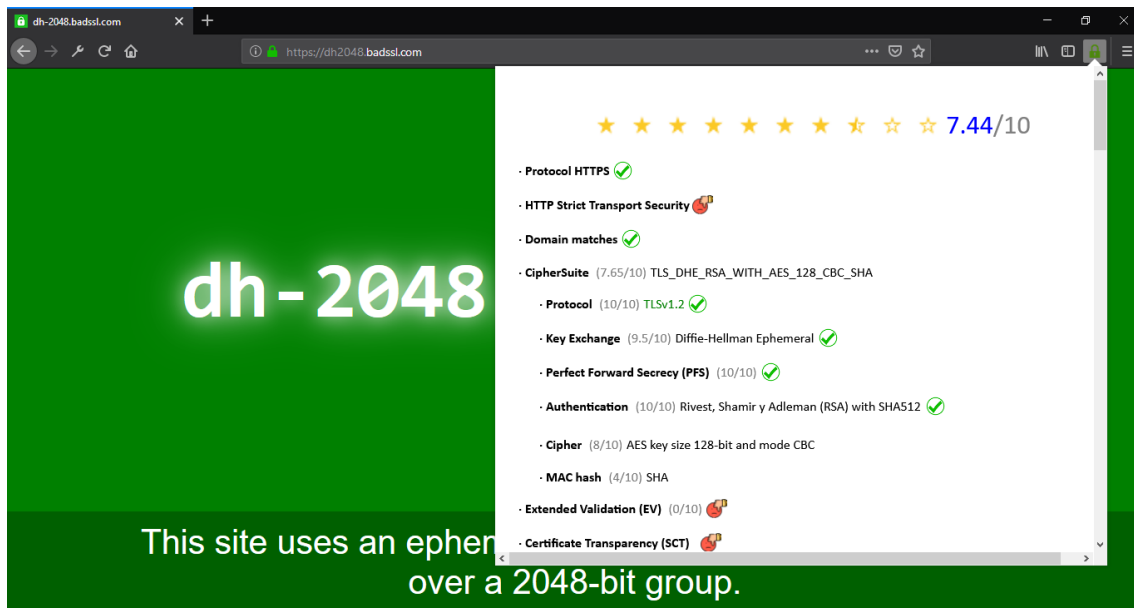 dh-2048.badssl.com
https://dh2048.badssl.com
7.44/10
· Protocol HTTPS
· HTTP Strict Transport Security
· Domain matches
· CipherSuite (7.65/10) TLS_DHE_RSA_WITH_AES_128_CBC_SHA
· Protocol (10/10) TLSv1.2
· Key Exchange (9.5/10) Diffie-Hellman Ephemeral
· Perfect Forward Secrecy (PFS) (10/10)
· Authentication (10/10) Rivest, Shamir y Adleman (RSA) with SHA512
· Cipher (8/10) AES key size 128-bit and mode CBC
· MAC hash (4/10) SHA
· Extended Validation (EV) (0/10)
· Certificate Transparency (SCT)
dh-2048
This site uses an ephem
over a 2048-bit group.